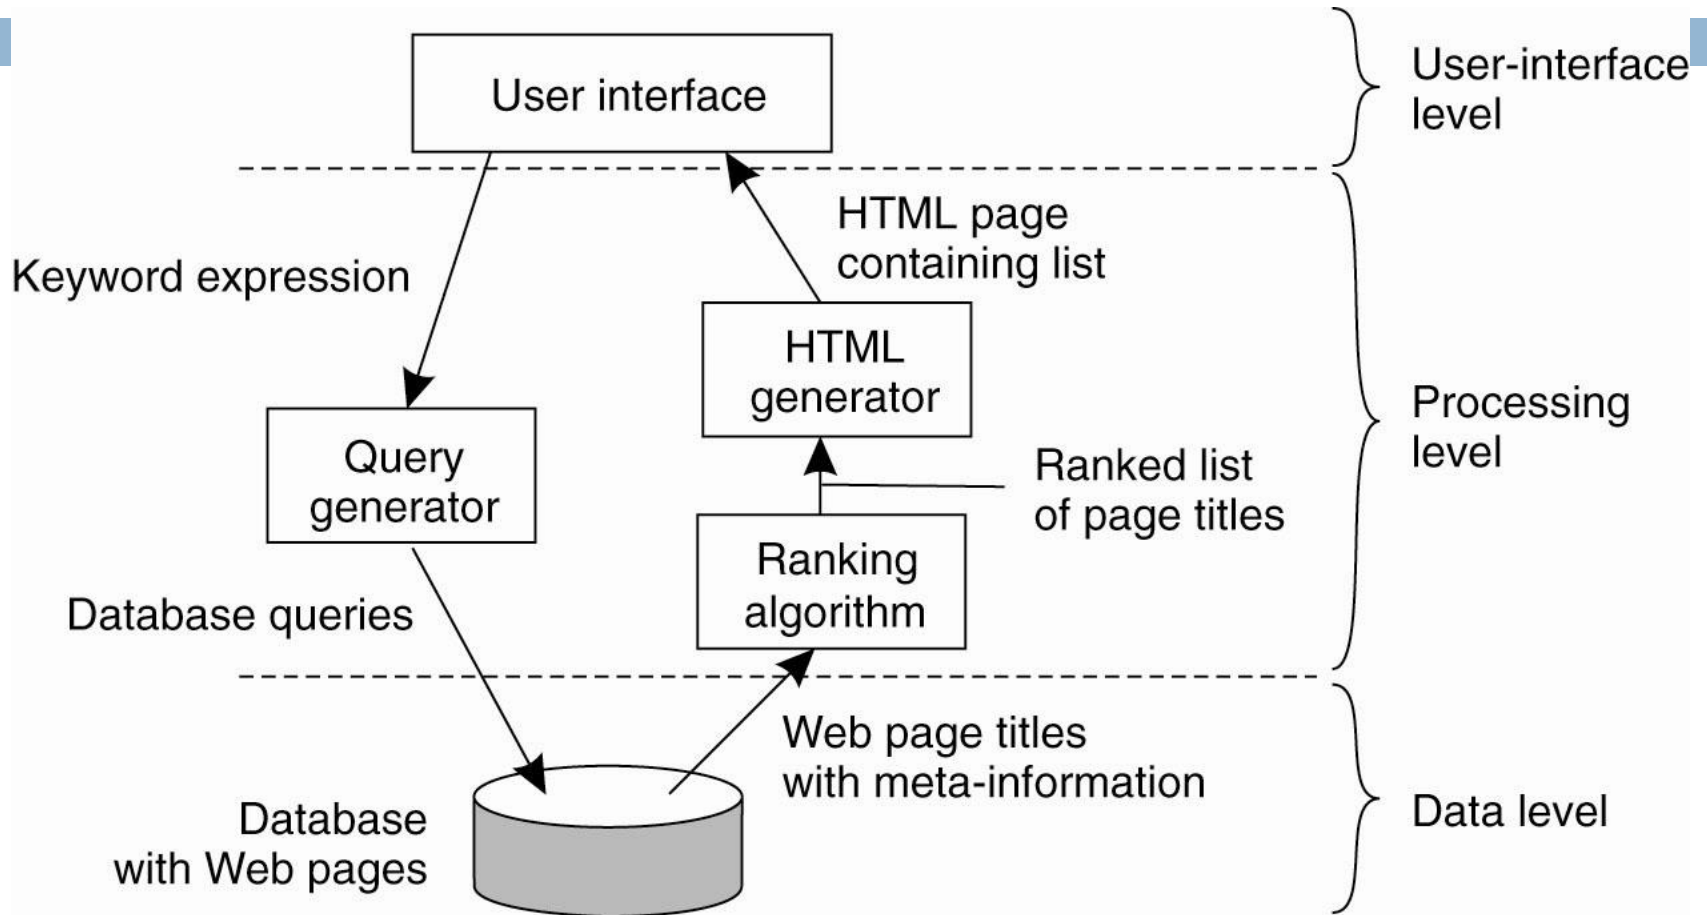 User interface
User-interface
level
HTML page
containing list
Keyword expression
HTML
generator
Processing
level
Query
generator
Ranked list
of page titles
Ranking
algorithm
Database queries
Web page titles
with meta-information
Database
with Web pages
Data level